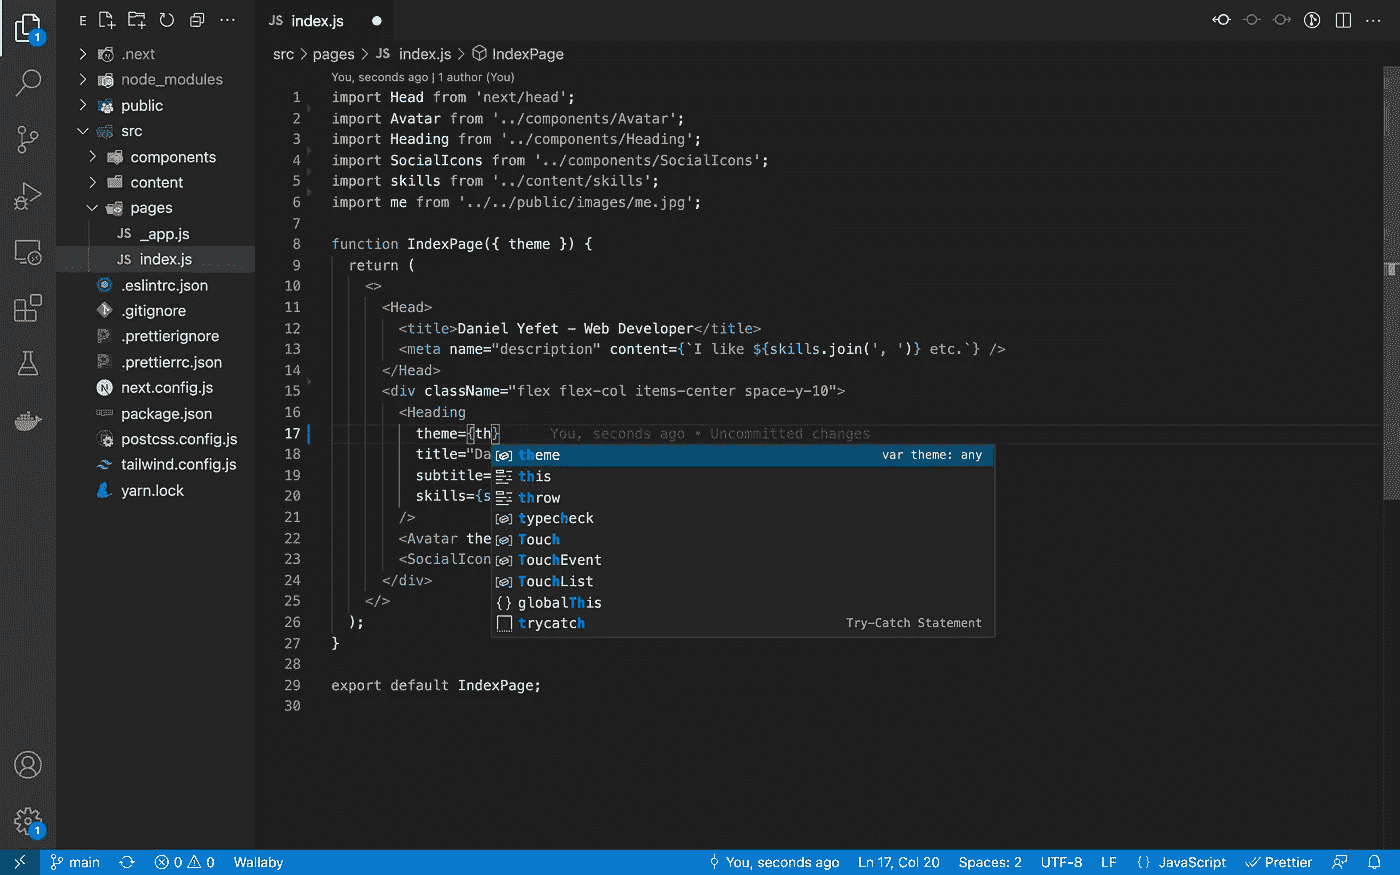 E
JS index.js
src > pages > JS index.js > IndexPage
.next
node_modules
public
src
components
content
pages
JS _app.js
JS index.js
.eslintrc.json
.gitignore
.prettierignore
.prettierrc.json
next.config.js
package.json
postcss.config.js
tailwind.config.js
yarn.lock
1
1
You, seconds ago | 1 author (You)
1 import Head from 'next/head';
2 import Avatar from '../components/Avatar';
3 import Heading from '../components/Heading';
4 import SocialIcons from '../components/SocialIcons';
5 import skills from '../content/skills';
6 import me from '../../public/images/me.jpg';
7
8 function IndexPage({ theme }) {
9 return (
10 <>
11 <Head>
12 <title>Daniel Yefet – Web Developer</title>
13 <meta name="description" content={`I like ${skills.join(', ')} etc.`} />
14 </Head>
15 <div className="flex flex-col items-center space-y-10">
16 <Heading
17 theme={th} You, seconds ago • Uncommitted changes
18 title="Da
19 subtitle=
20 skills={s
21 />
22 <Avatar the
23 <SocialIcon
24 </div>
25 </>
26 );
27 }
28
29 export default IndexPage;
30
theme var theme: any
this
throw
typecheck
Touch
TouchEvent
TouchList
{} globalThis
trycatch Try-Catch Statement
main 0 0 Wallaby You, seconds ago Ln 17, Col 20 Spaces: 2 UTF-8 LF {} JavaScript Prettier